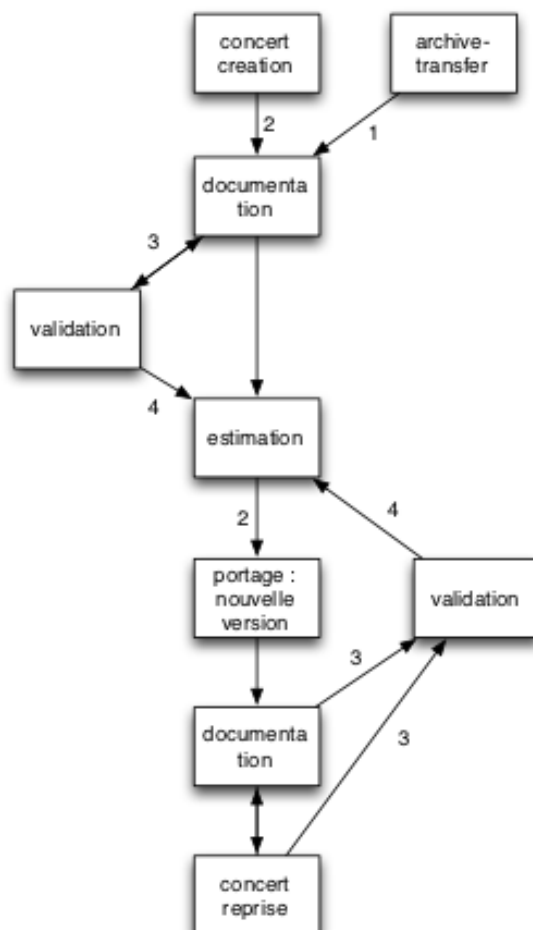 concert
creation
archive-
transfer
2
1
documenta
tion
3
validation
4
estimation
2
4
portage :
nouvelle
version
validation
3
documenta
tion
3
concert
reprise